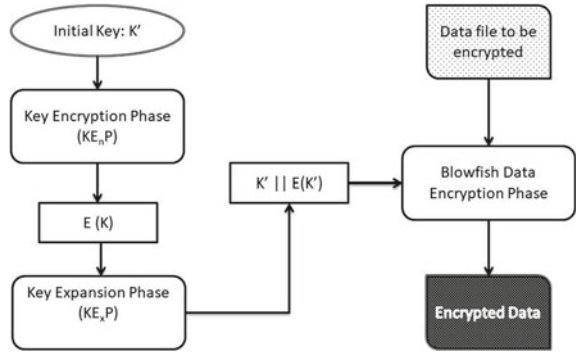 Initial Key: K’
Key Encryption Phase
(KEₙP)
E (K)
Key Expansion Phase
(KEₓP)
K’ || E(K’)
Data file to be
encrypted
Blowfish Data
Encryption Phase
Encrypted Data